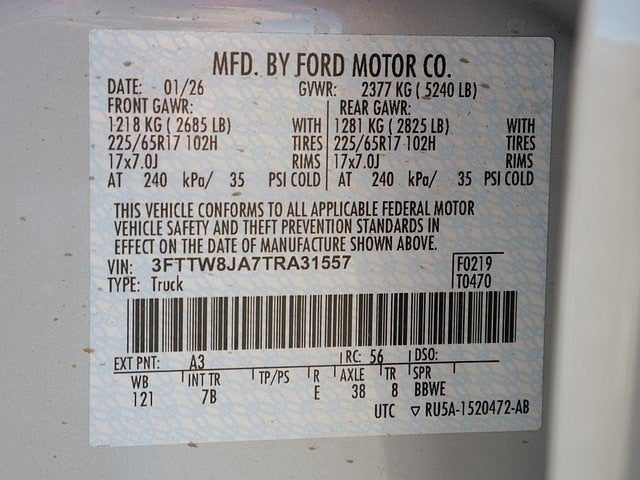 MFD. BY FORD MOTOR CO.
DATE: 01/26 GVWR: 2377 KG ( 5240 LB)
FRONT GAWR: REAR GAWR:
1218 KG ( 2685 LB) WITH 1281 KG ( 2825 LB) WITH
225/65R17 102H TIRES 225/65R17 102H TIRES
17x7.0J RIMS 17x7.0J RIMS
AT 240 kPa/ 35 PSI COLD AT 240 kPa/ 35 PSI COLD
THIS VEHICLE CONFORMS TO ALL APPLICABLE FEDERAL MOTOR
VEHICLE SAFETY AND THEFT PREVENTION STANDARDS IN
EFFECT ON THE DATE OF MANUFACTURE SHOWN ABOVE.
VIN: 3FTTW8JA7TRA31557 F0219
TYPE: Truck T0470
EXT PNT: A3 RC: 56 DSO:
WB INT TR TP/PS R AXLE TR SPR
121 7B E 38 8 BBWE
UTC ▽ RU5A-1520472-AB